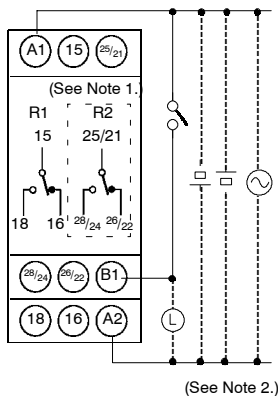 A1 15 25/21
(See Note 1.)
R1 R2
15 25/21
18 16 28/24 26/22
28/24 26/22 B1
L
18 16 A2
(See Note 2.)